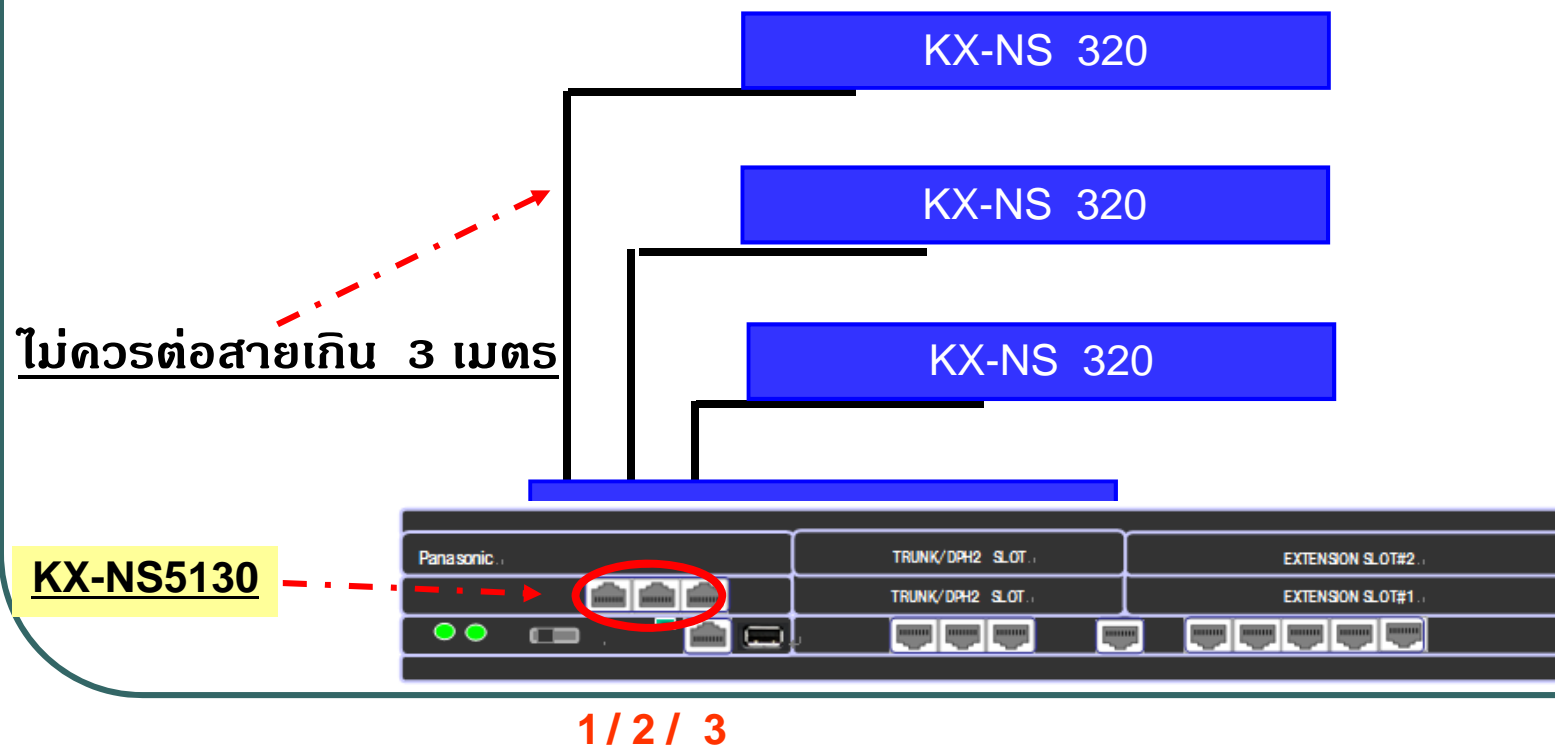 KX-NS 320
KX-NS 320
ไม่ควรต่อสายเกิน 3 เมตร
KX-NS 320
Panasonic
TRUNK/DPH2 SLOT
EXTENSION SLOT#2
KX-NS5130
TRUNK/DPH2 SLOT
EXTENSION SLOT#1
1 / 2 / 3